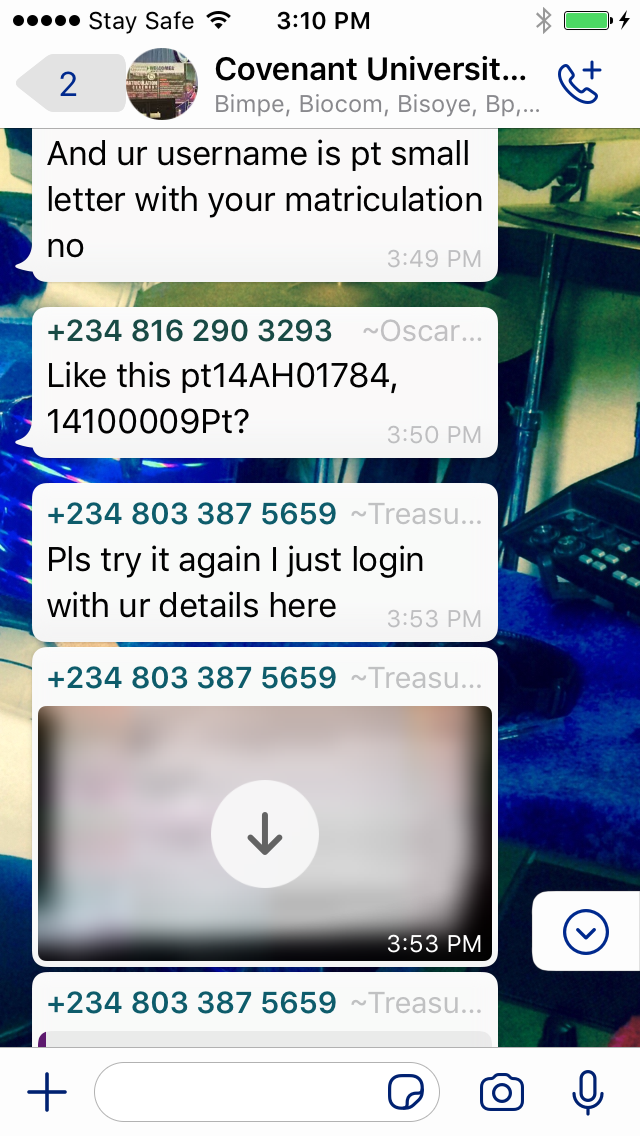 Stay Safe 3:10 PM
2
Covenant Universit...
Bimpe, Biocom, Bisoye, Bp,...
And ur username is pt small
letter with your matriculation
no
3:49 PM
+234 816 290 3293 ~Oscar...
Like this pt14AH01784,
14100009Pt?
3:50 PM
+234 803 387 5659 ~Treasu...
Pls try it again I just login
with ur details here
3:53 PM
+234 803 387 5659 ~Treasu...
3:53 PM
+234 803 387 5659 ~Treasu...